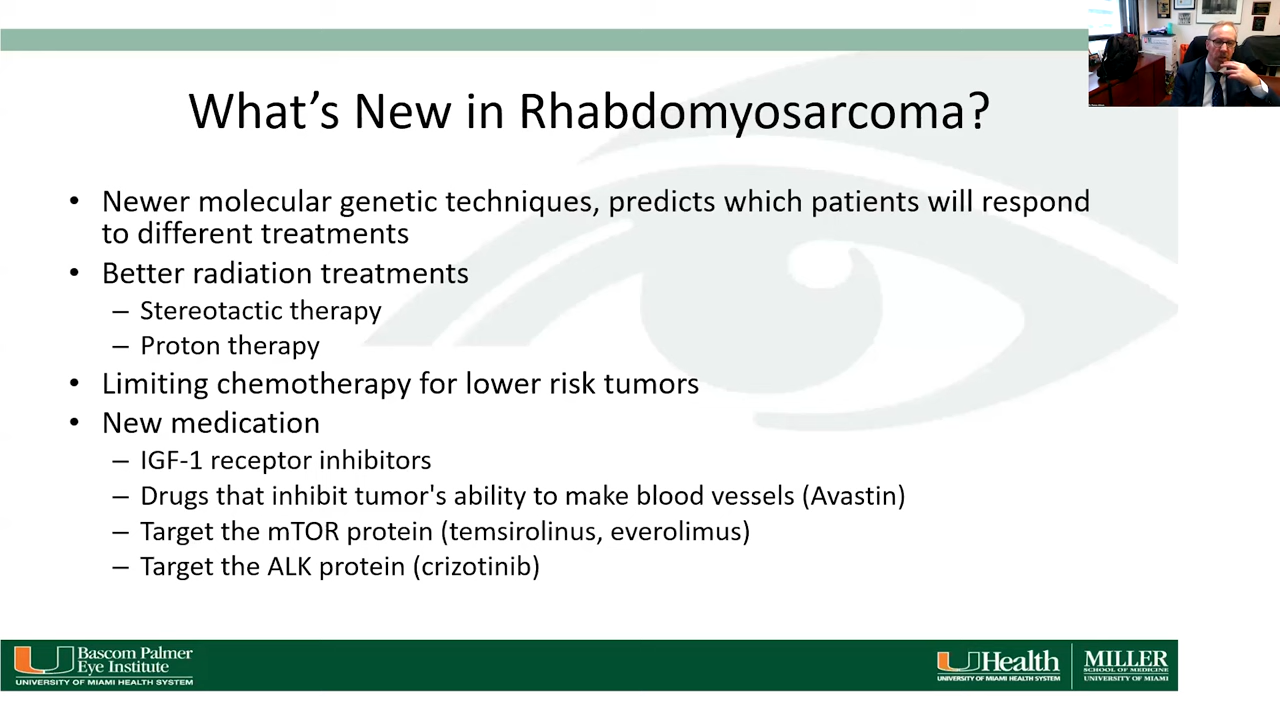 What's New in Rhabdomyosarcoma?
• Newer molecular genetic techniques, predicts which patients will respond
to different treatments
• Better radiation treatments
– Stereotactic therapy
– Proton therapy
• Limiting chemotherapy for lower risk tumors
• New medication
– IGF-1 receptor inhibitors
– Drugs that inhibit tumor's ability to make blood vessels (Avastin)
– Target the mTOR protein (temsirolinus, everolimus)
– Target the ALK protein (crizotinib)
Bascom Palmer
Eye Institute
UNIVERSITY OF MIAMI HEALTH SYSTEM
UHealth
UNIVERSITY OF MIAMI HEALTH SYSTEM
MILLER
SCHOOL OF MEDICINE
UNIVERSITY OF MIAMI